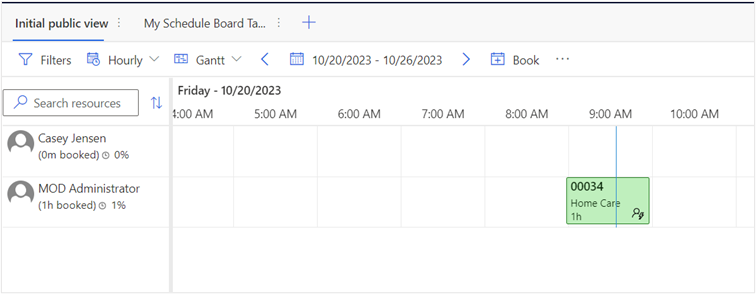 Initial public view My Schedule Board Ta...
Filters Hourly Gantt 10/20/2023 - 10/26/2023 Book
Friday - 10/20/2023
Search resources
4:00 AM 5:00 AM 6:00 AM 7:00 AM 8:00 AM 9:00 AM 10:00 AM
Casey Jensen
(0m booked) 0%
MOD Administrator
(1h booked) 1%
00034
Home Care
1h